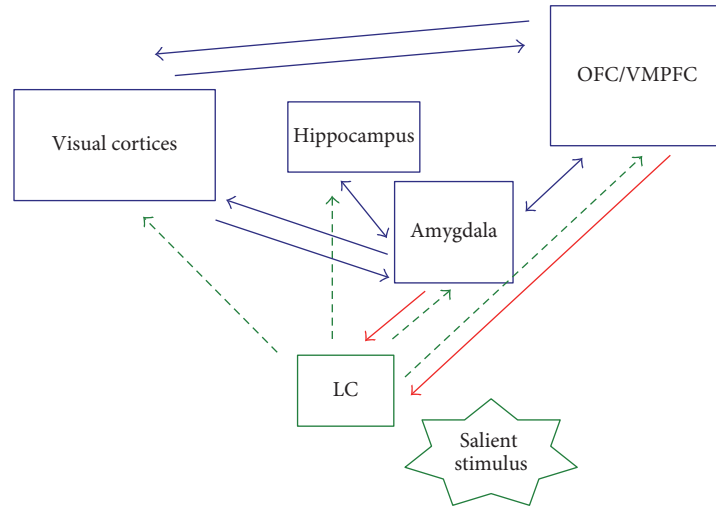 OFC/VMPFC
Visual cortices
Hippocampus
Amygdala
LC
Salient
stimulus